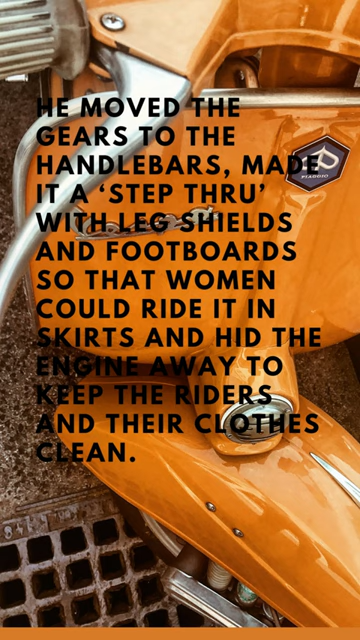 HE MOVED THE
GEARS TO THE
HANDLEBARS, MADE
IT A ‘STEP THRU’
WITH LEG SHIELDS
AND FOOTBOARDS
SO THAT WOMEN
COULD RIDE IT IN
SKIRTS AND HID THE
ENGINE AWAY TO
KEEP THE RIDERS
AND THEIR CLOTHES
CLEAN.
PIAGGIO